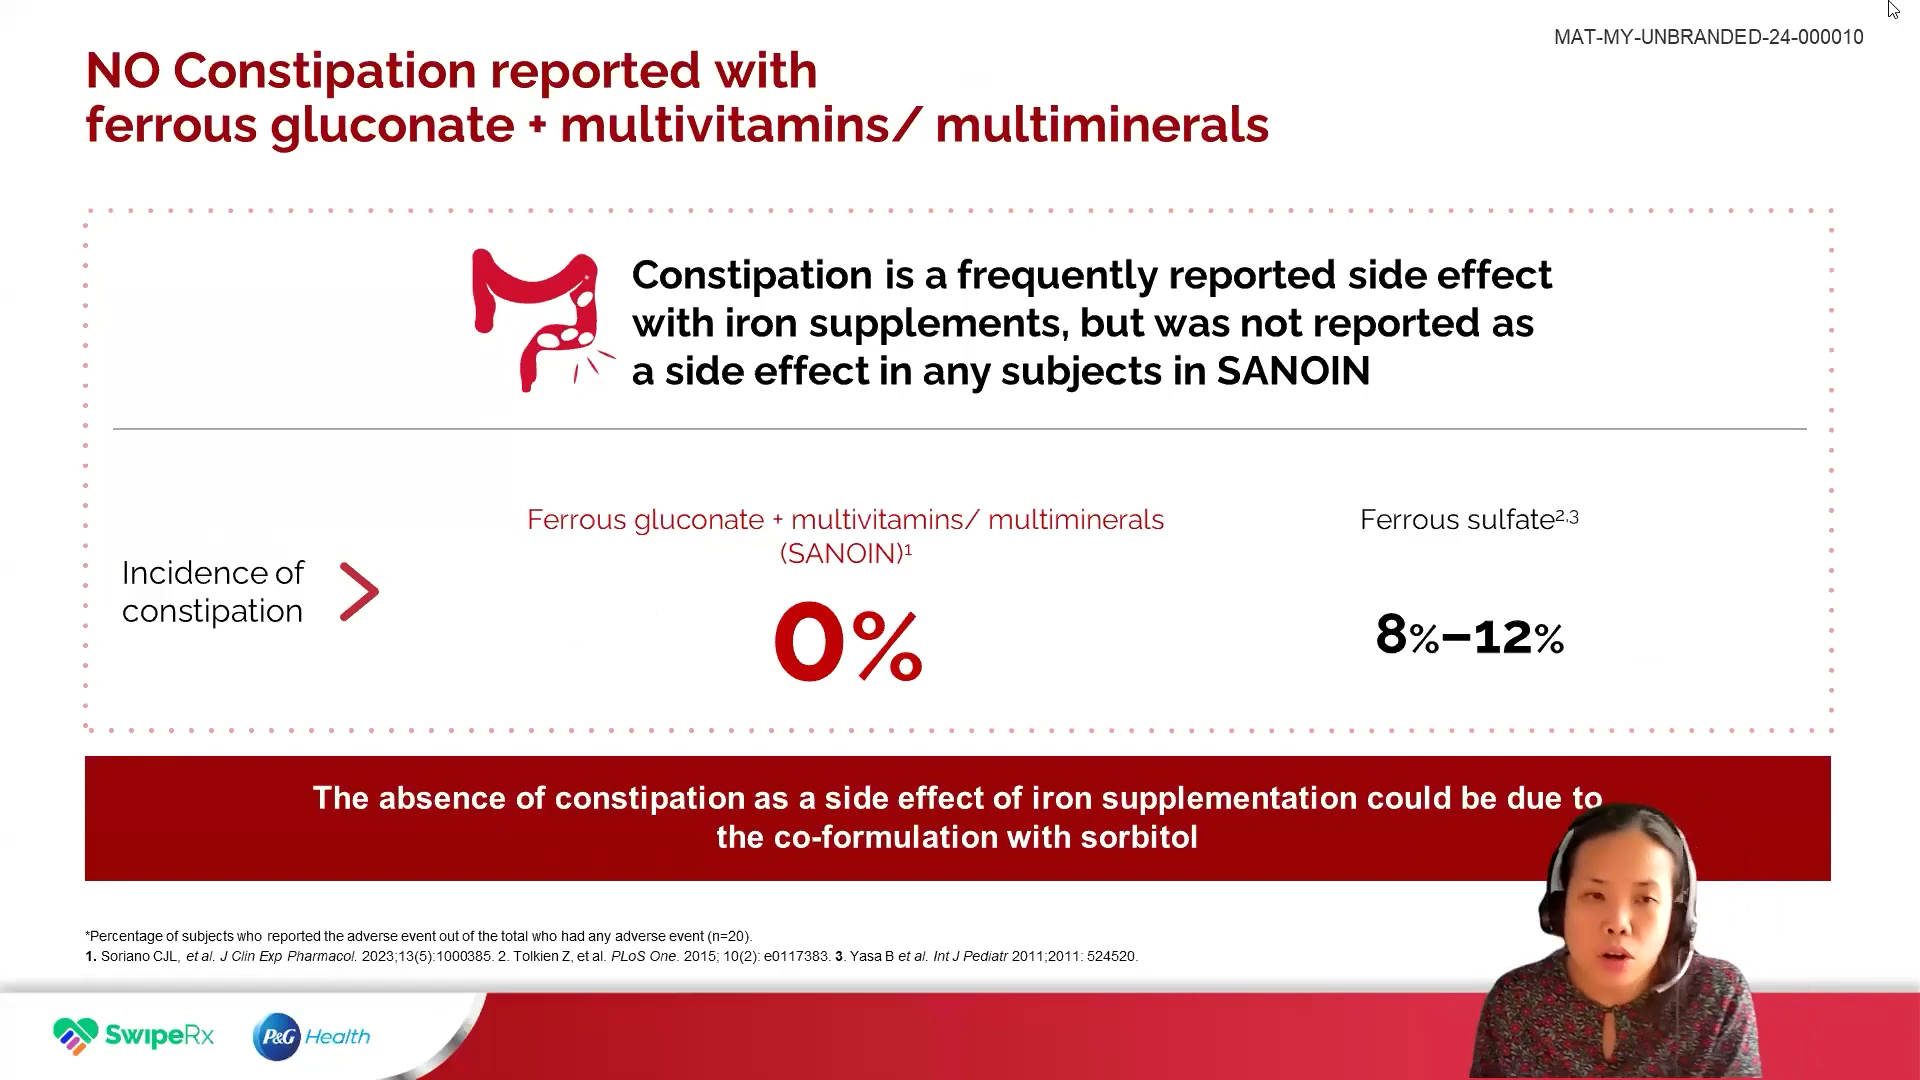 MAT-MY-UNBRANDED-24-000010
NO Constipation reported with
ferrous gluconate + multivitamins/ multiminerals
Constipation is a frequently reported side effect
with iron supplements, but was not reported as
a side effect in any subjects in SANOIN
Ferrous gluconate + multivitamins/ multiminerals
(SANOIN)¹
Ferrous sulfate²,³
Incidence of
constipation
0%
8%–12%
The absence of constipation as a side effect of iron supplementation could be due to
the co-formulation with sorbitol
*Percentage of subjects who reported the adverse event out of the total who had any adverse event (n=20).
1. Soriano CJL, et al. J Clin Exp Pharmacol. 2023;13(5):1000385. 2. Tolkien Z, et al. PLoS One. 2015; 10(2): e0117383. 3. Yasa B et al. Int J Pediatr 2011;2011: 524520.
SwipeRx
P&G Health